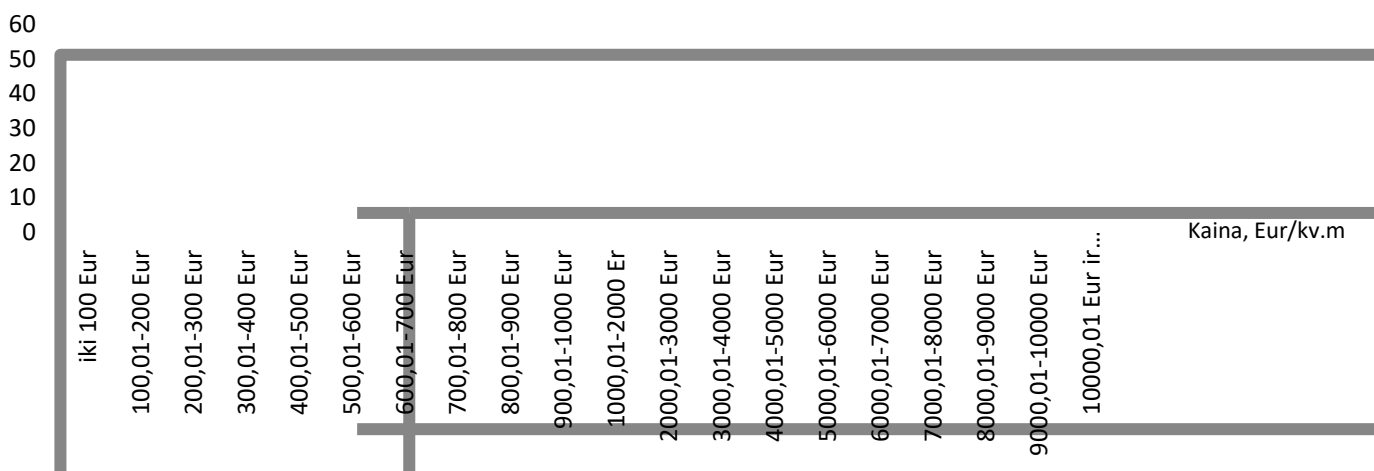 60
50
40
30
20
10
0
Kaina, Eur/kv.m
iki 100 Eur
100,01-200 Eur
200,01-300 Eur
300,01-400 Eur
400,01-500 Eur
500,01-600 Eur
600,01-700 Eur
700,01-800 Eur
800,01-900 Eur
900,01-1000 Eur
1000,01-2000 Er
2000,01-3000 Eur
3000,01-4000 Eur
4000,01-5000 Eur
5000,01-6000 Eur
6000,01-7000 Eur
7000,01-8000 Eur
8000,01-9000 Eur
9000,01-10000 Eur
10000,01 Eur ir…